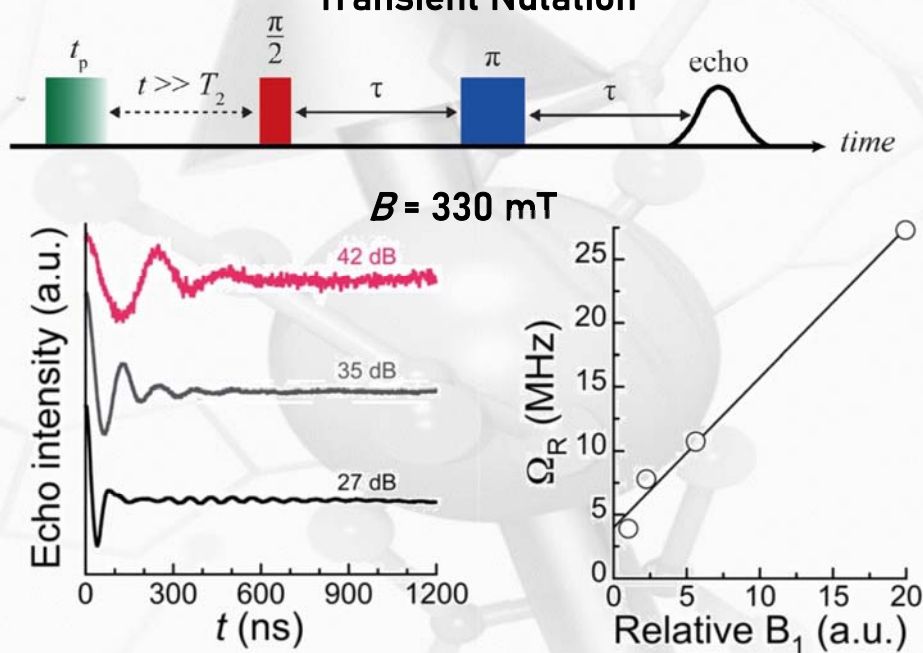 Transient Nutation
t_p
t >> T_2
π/2
τ
π
τ
echo
time
B = 330 mT
Echo intensity (a.u.)
42 dB
35 dB
27 dB
0 300 600 900 1200
t (ns)
Ω_R (MHz)
25
20
15
10
5
0
0 5 10 15 20
Relative B_1 (a.u.)